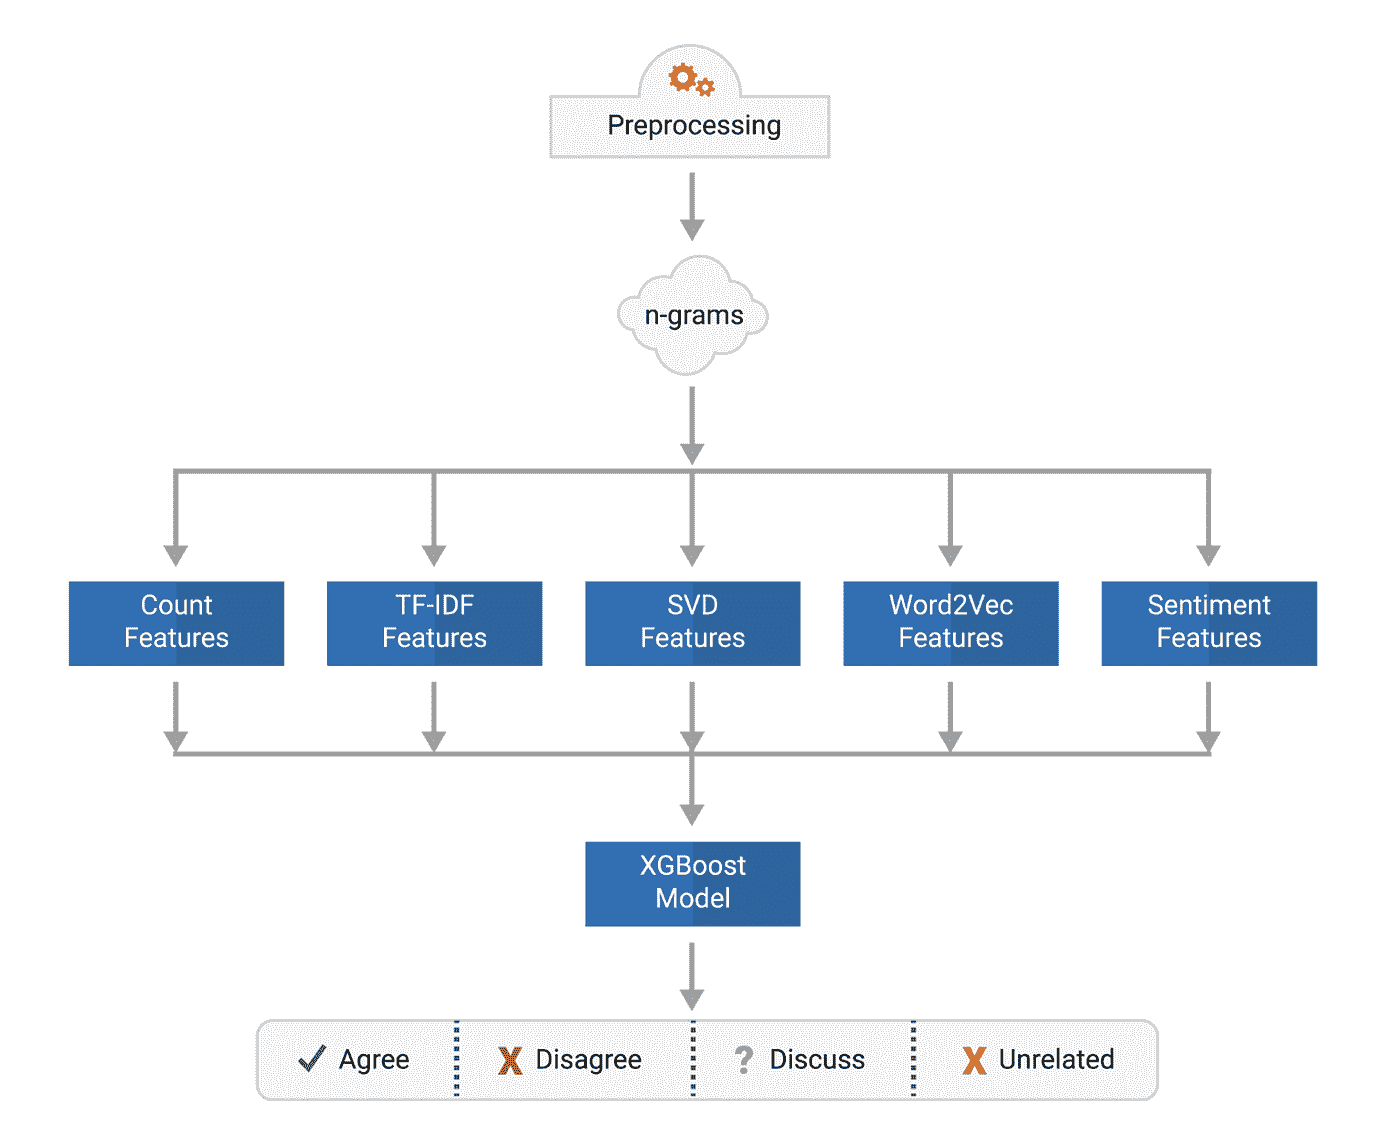 Preprocessing
n-grams
Count
Features
TF-IDF
Features
SVD
Features
Word2Vec
Features
Sentiment
Features
XGBoost
Model
Agree
Disagree
? Discuss
Unrelated